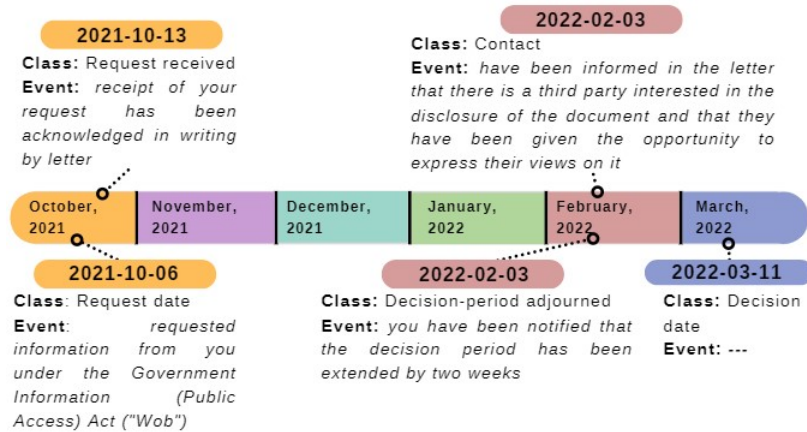 2021-10-13
Class: Request received
Event: receipt of your
request has been
acknowledged in writing
by letter
2022-02-03
Class: Contact
Event: have been informed in the letter
that there is a third party interested in the
disclosure of the document and that they
have been given the opportunity to
express their views on it
October,
2021
November,
2021
December,
2021
January,
2022
February,
2022
March,
2022
2021-10-06
Class: Request date
Event: requested
information from you
under the Government
Information (Public
Access) Act ("Wob")
2022-02-03
Class: Decision-period adjourned
Event: you have been notified that
the decision period has been
extended by two weeks
2022-03-11
Class: Decision
date
Event: ---